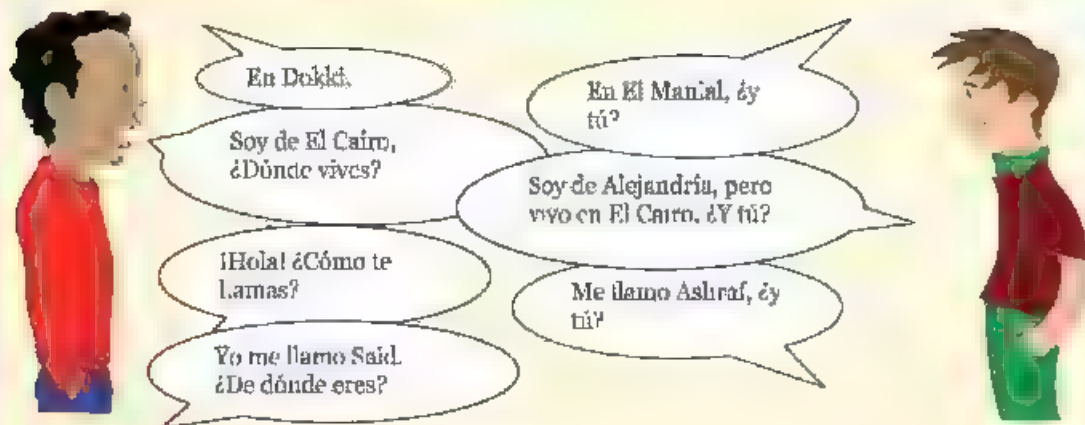 En Dokki.
Soy de El Cairo,
¿Dónde vives?
¡Hola! ¿Cómo te
llamas?
Yo me llamo Said.
¿De dónde eres?
En El Manial, ¿y
tú?
Soy de Alejandría, pero
vivo en El Cairo. ¿Y tú?
Me llamo Ashraf, ¿y
tú?